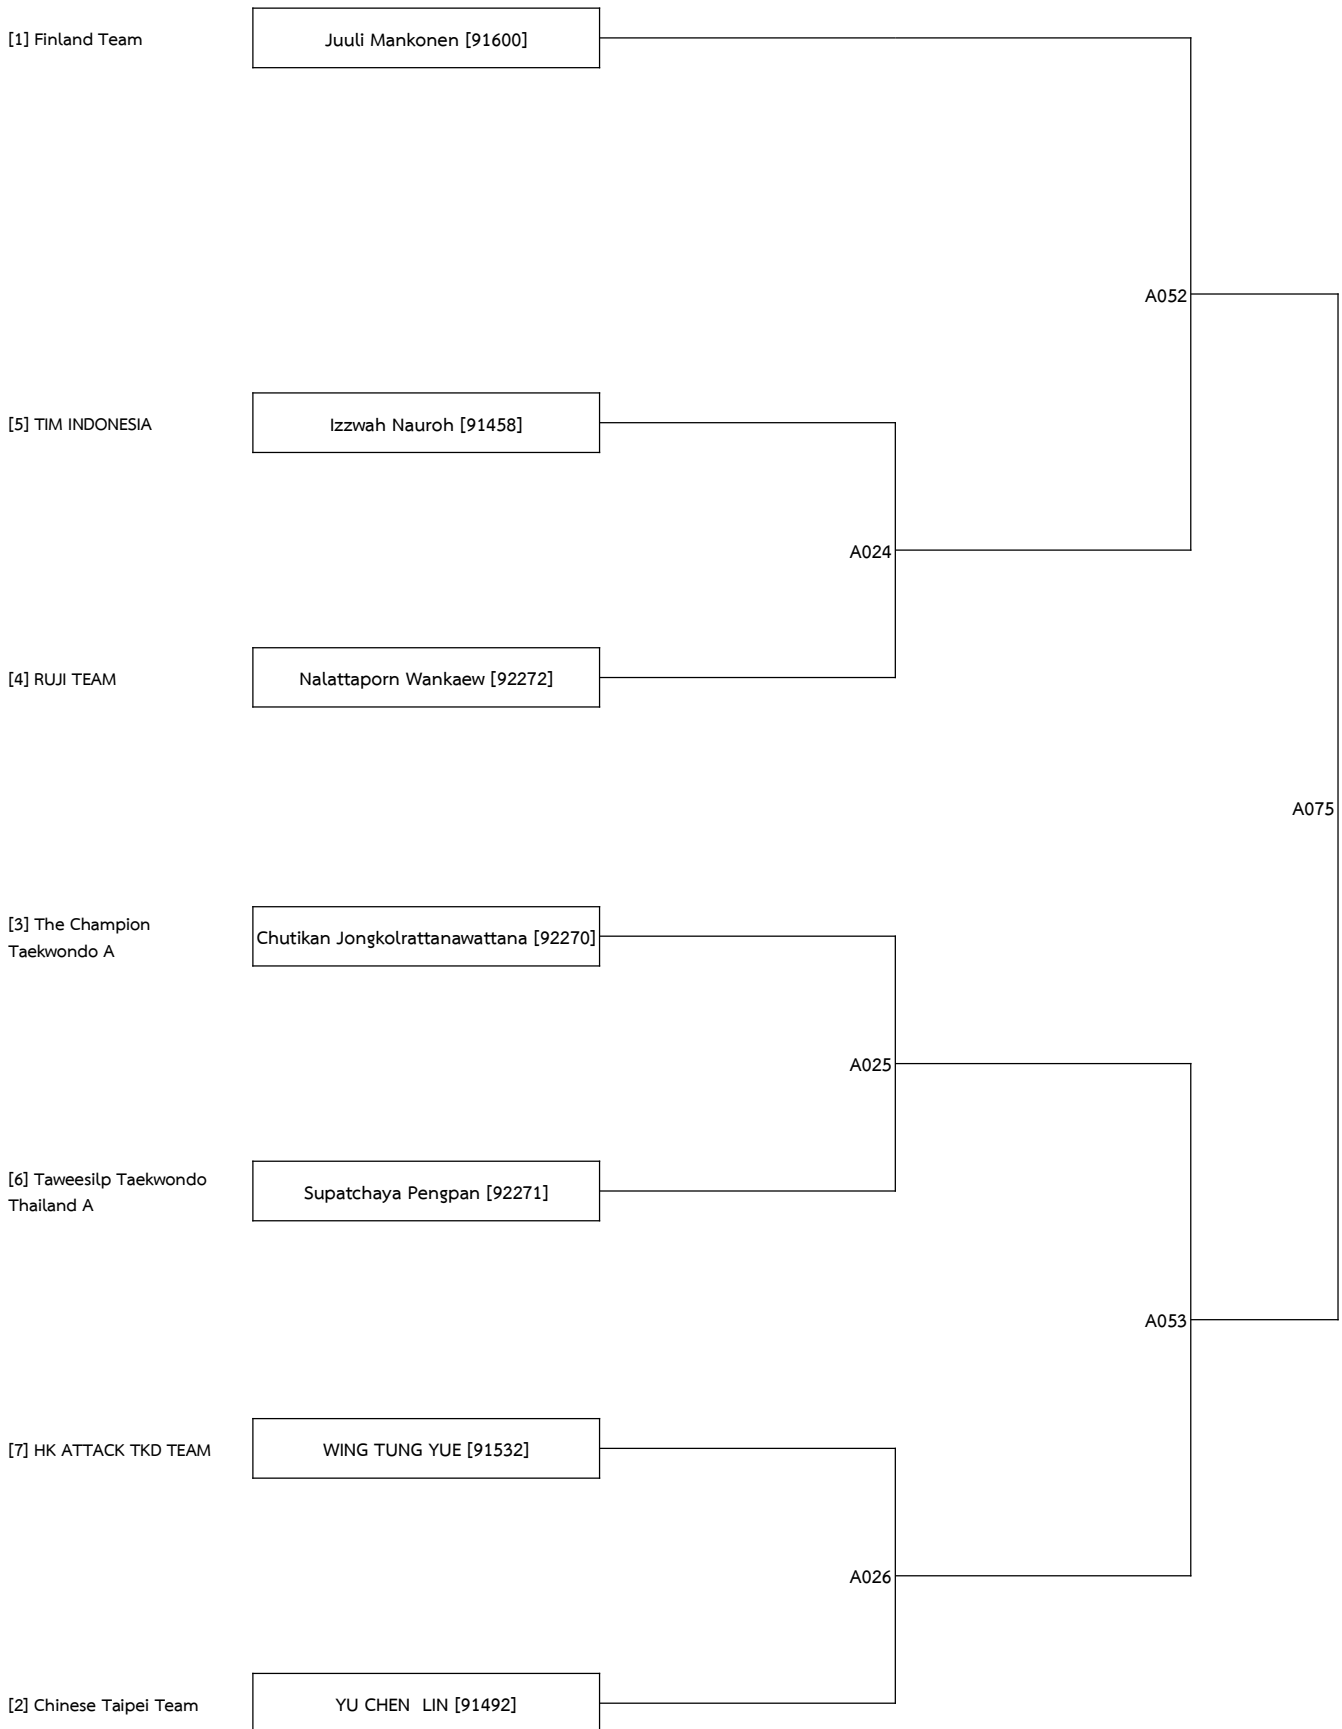 [1] Finland Team
Juuli Mankonen [91600]
A052
[5] TIM INDONESIA
Izzwah Nauroh [91458]
A024
[4] RUJI TEAM
Nalattaporn Wankaew [92272]
A075
[3] The Champion
Taekwondo A
Chutikan Jongkolrattanawattana [92270]
A025
[6] Taweesilp Taekwondo
Thailand A
Supatchaya Pengpan [92271]
A053
[7] HK ATTACK TKD TEAM
WING TUNG YUE [91532]
A026
[2] Chinese Taipei Team
YU CHEN  LIN [91492]